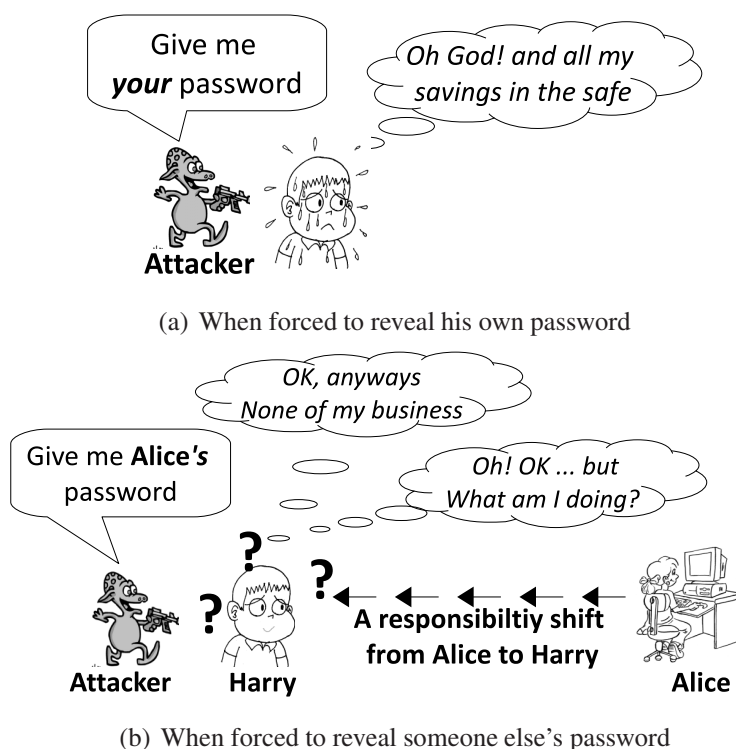 Give me
your password
Oh God! and all my
savings in the safe
Attacker
(a) When forced to reveal his own password
OK, anyways
None of my business
Give me Alice's
password
Oh! OK ... but
What am I doing?
?
?
?
A responsibiltiy shift
from Alice to Harry
Attacker
Harry
Alice
(b) When forced to reveal someone else's password